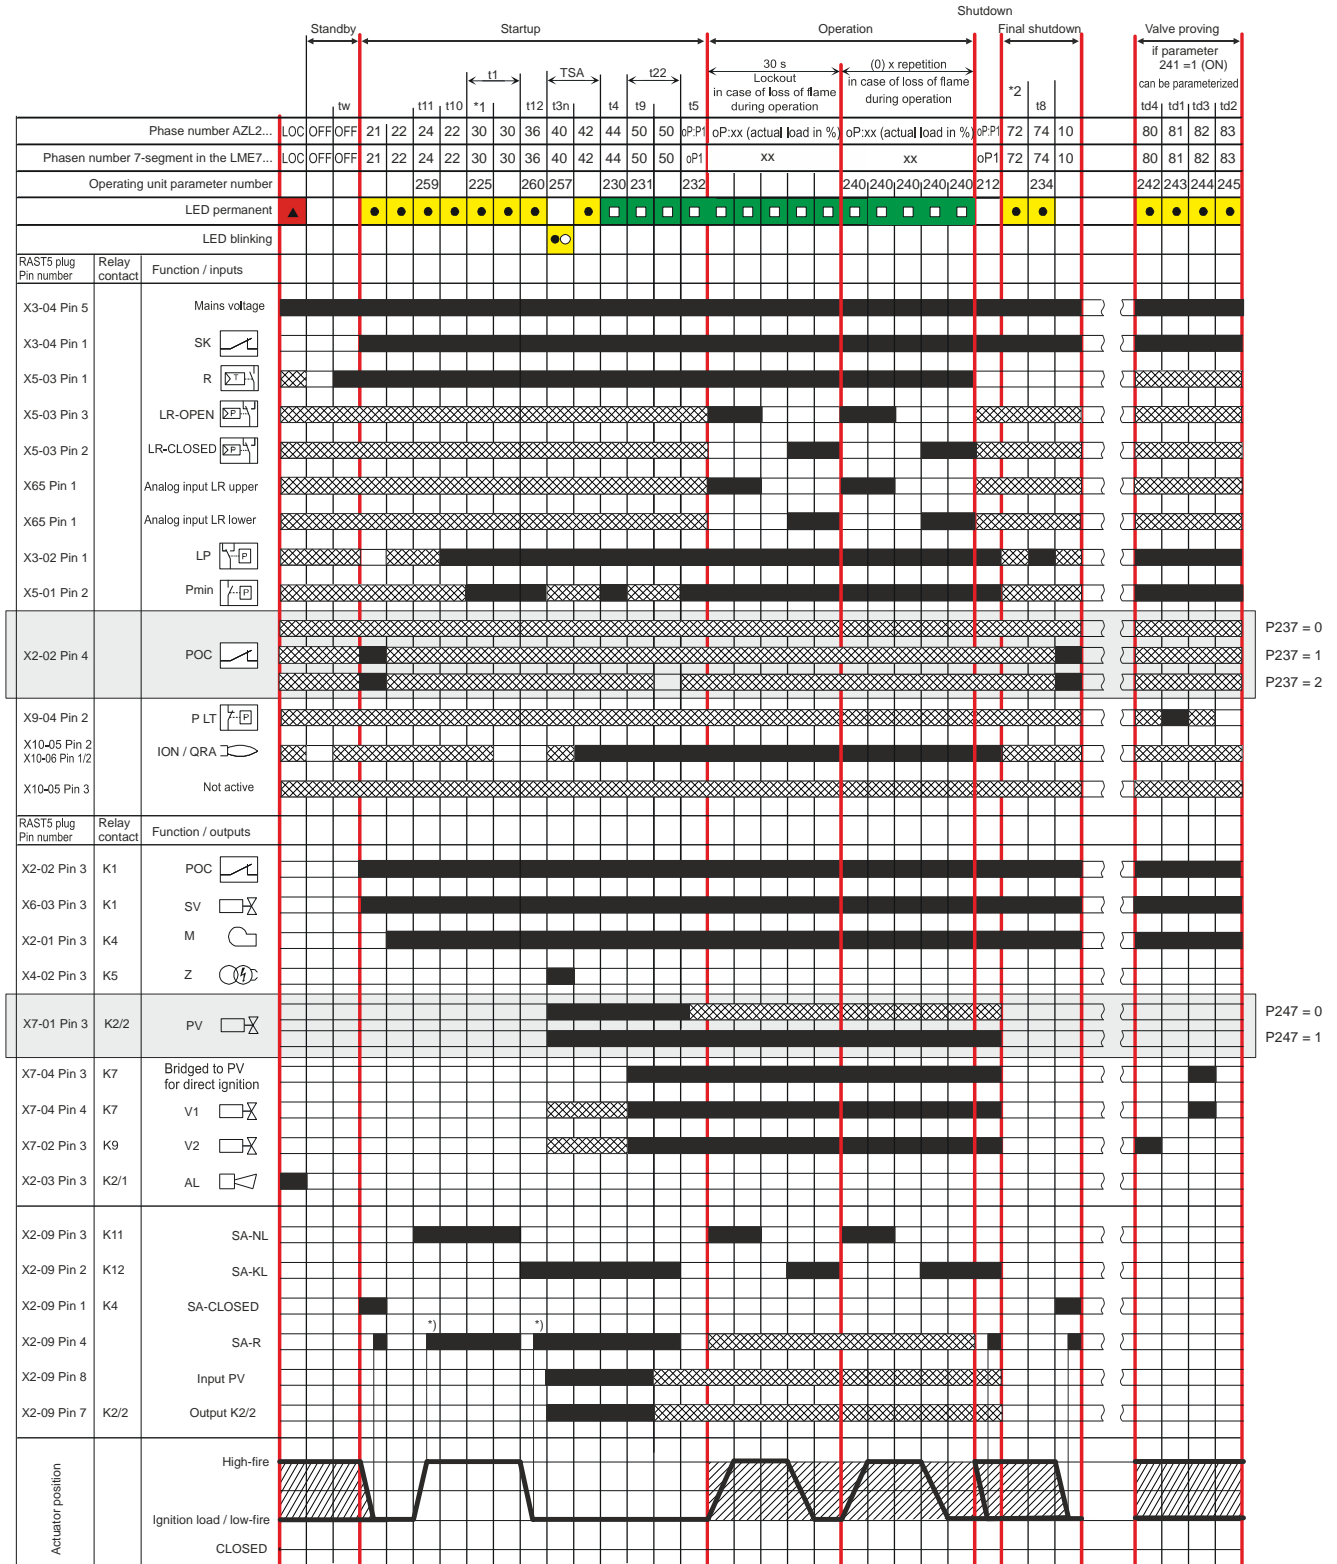 Shutdown
Standby Startup Operation Final shutdown Valve proving
if parameter
241 =1 (ON)
can be parameterized
30 s
Lockout
in case of loss of flame
during operation
(0) x repetition
in case of loss of flame
during operation
t1 TSA t22 *2
tw t11 t10 *1 t12 t3n t4 t9 t5 t8 td4 td1 td3 td2
Phase number AZL2... LOC OFF OFF 21 22 24 22 30 30 36 40 42 44 50 50 oP:P1 oP:xx (actual load in %) oP:xx (actual load in %) oP:P1 72 74 10 80 81 82 83
Phasen number 7-segment in the LME7... LOC OFF OFF 21 22 24 22 30 30 36 40 42 44 50 50 oP1 xx xx oP1 72 74 10 80 81 82 83
Operating unit parameter number 259 225 260 257 230 231 232 240 240 240 240 240 212 234 242 243 244 245
LED permanent
LED blinking
RAST5 plug Pin number Relay contact Function / inputs
X3-04 Pin 5 Mains voltage
X3-04 Pin 1 SK
X5-03 Pin 1 R T
X5-03 Pin 3 LR-OPEN P
X5-03 Pin 2 LR-CLOSED P
X65 Pin 1 Analog input LR upper
X65 Pin 1 Analog input LR lower
X3-02 Pin 1 LP P
X5-01 Pin 2 Pmin P
P237 = 0
X2-02 Pin 4 POC P237 = 1
P237 = 2
X9-04 Pin 2 P LT P
X10-05 Pin 2
X10-06 Pin 1/2 ION / QRA
X10-05 Pin 3 Not active
RAST5 plug Pin number Relay contact Function / outputs
X2-02 Pin 3 K1 POC
X6-03 Pin 3 K1 SV
X2-01 Pin 3 K4 M
X4-02 Pin 3 K5 Z
P247 = 0
X7-01 Pin 3 K2/2 PV
P247 = 1
X7-04 Pin 3 K7 Bridged to PV
for direct ignition
X7-04 Pin 4 K7 V1
X7-02 Pin 3 K9 V2
X2-03 Pin 3 K2/1 AL
X2-09 Pin 3 K11 SA-NL
X2-09 Pin 2 K12 SA-KL
X2-09 Pin 1 K4 SA-CLOSED
*) *)
X2-09 Pin 4 SA-R
X2-09 Pin 8 Input PV
X2-09 Pin 7 K2/2 Output K2/2
Actuator position
High-fire
Ignition load / low-fire
CLOSED